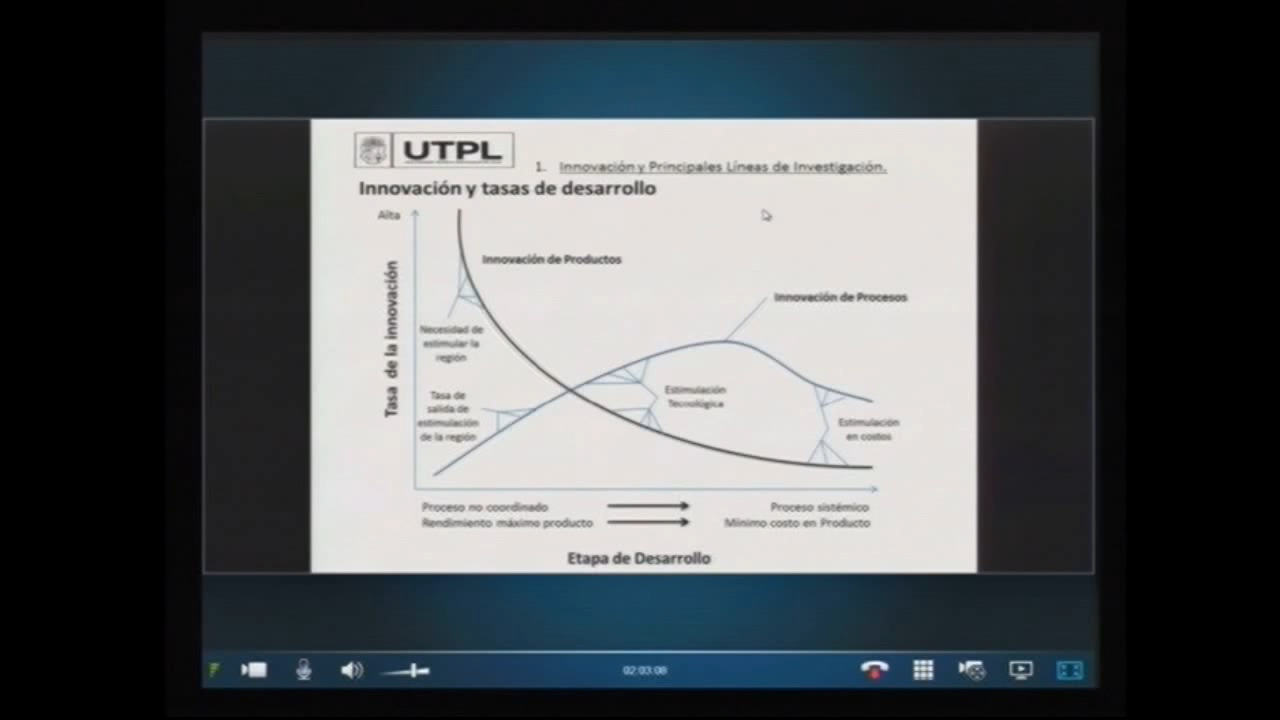 UTPL
1. Innovación y Principales Líneas de Investigación.
Innovación y tasas de desarrollo
Alta
Tasa de la innovación
Innovación de Productos
Innovación de Procesos
Necesidad de
estimular la
región
Tasa de
salida de
estimulación
de la región
Estimulación
Tecnológica
Estimulación
en costos
Proceso no coordinado
Proceso sistémico
Rendimiento máximo producto
Mínimo costo en Producto
Etapa de Desarrollo
02:03:08